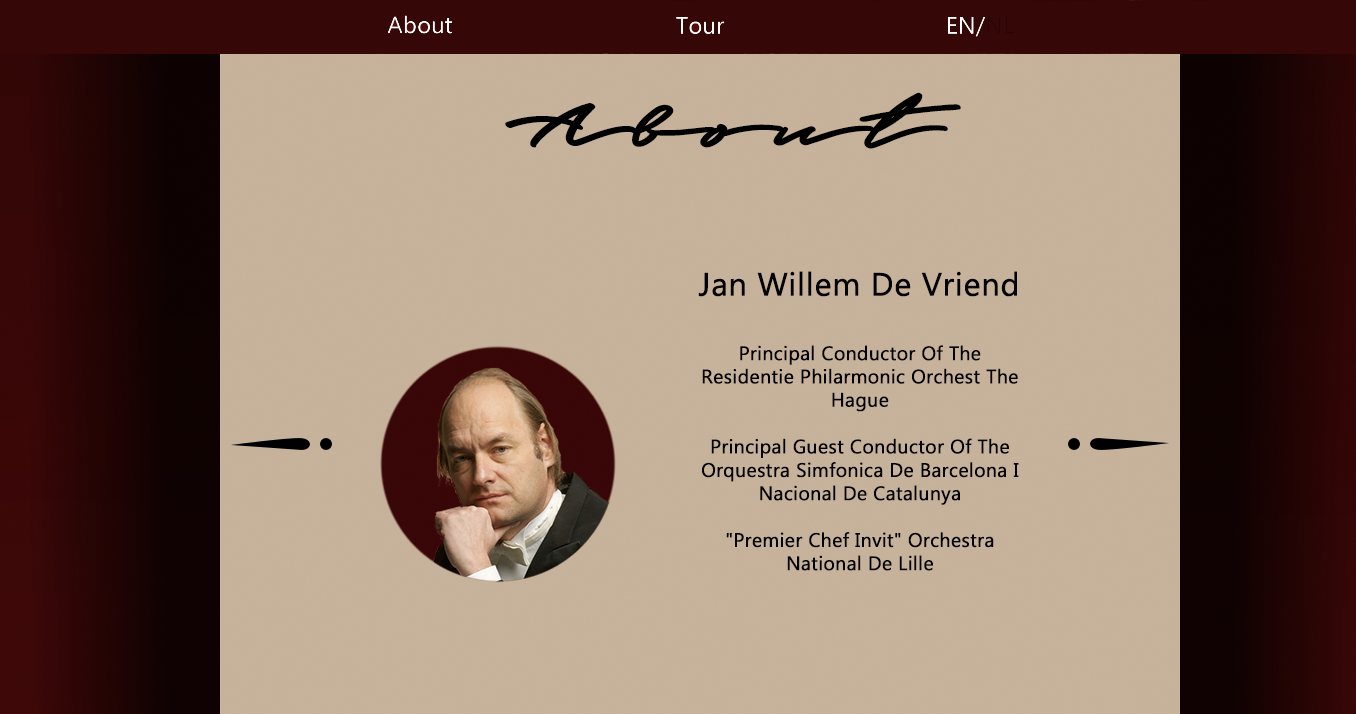 About
Tour
EN/NL
About
Jan Willem De Vriend
Principal Conductor Of The
Residentie Philarmonic Orchest The
Hague
Principal Guest Conductor Of The
Orquestra Simfonica De Barcelona I
Nacional De Catalunya
"Premier Chef Invit" Orchestra
National De Lille